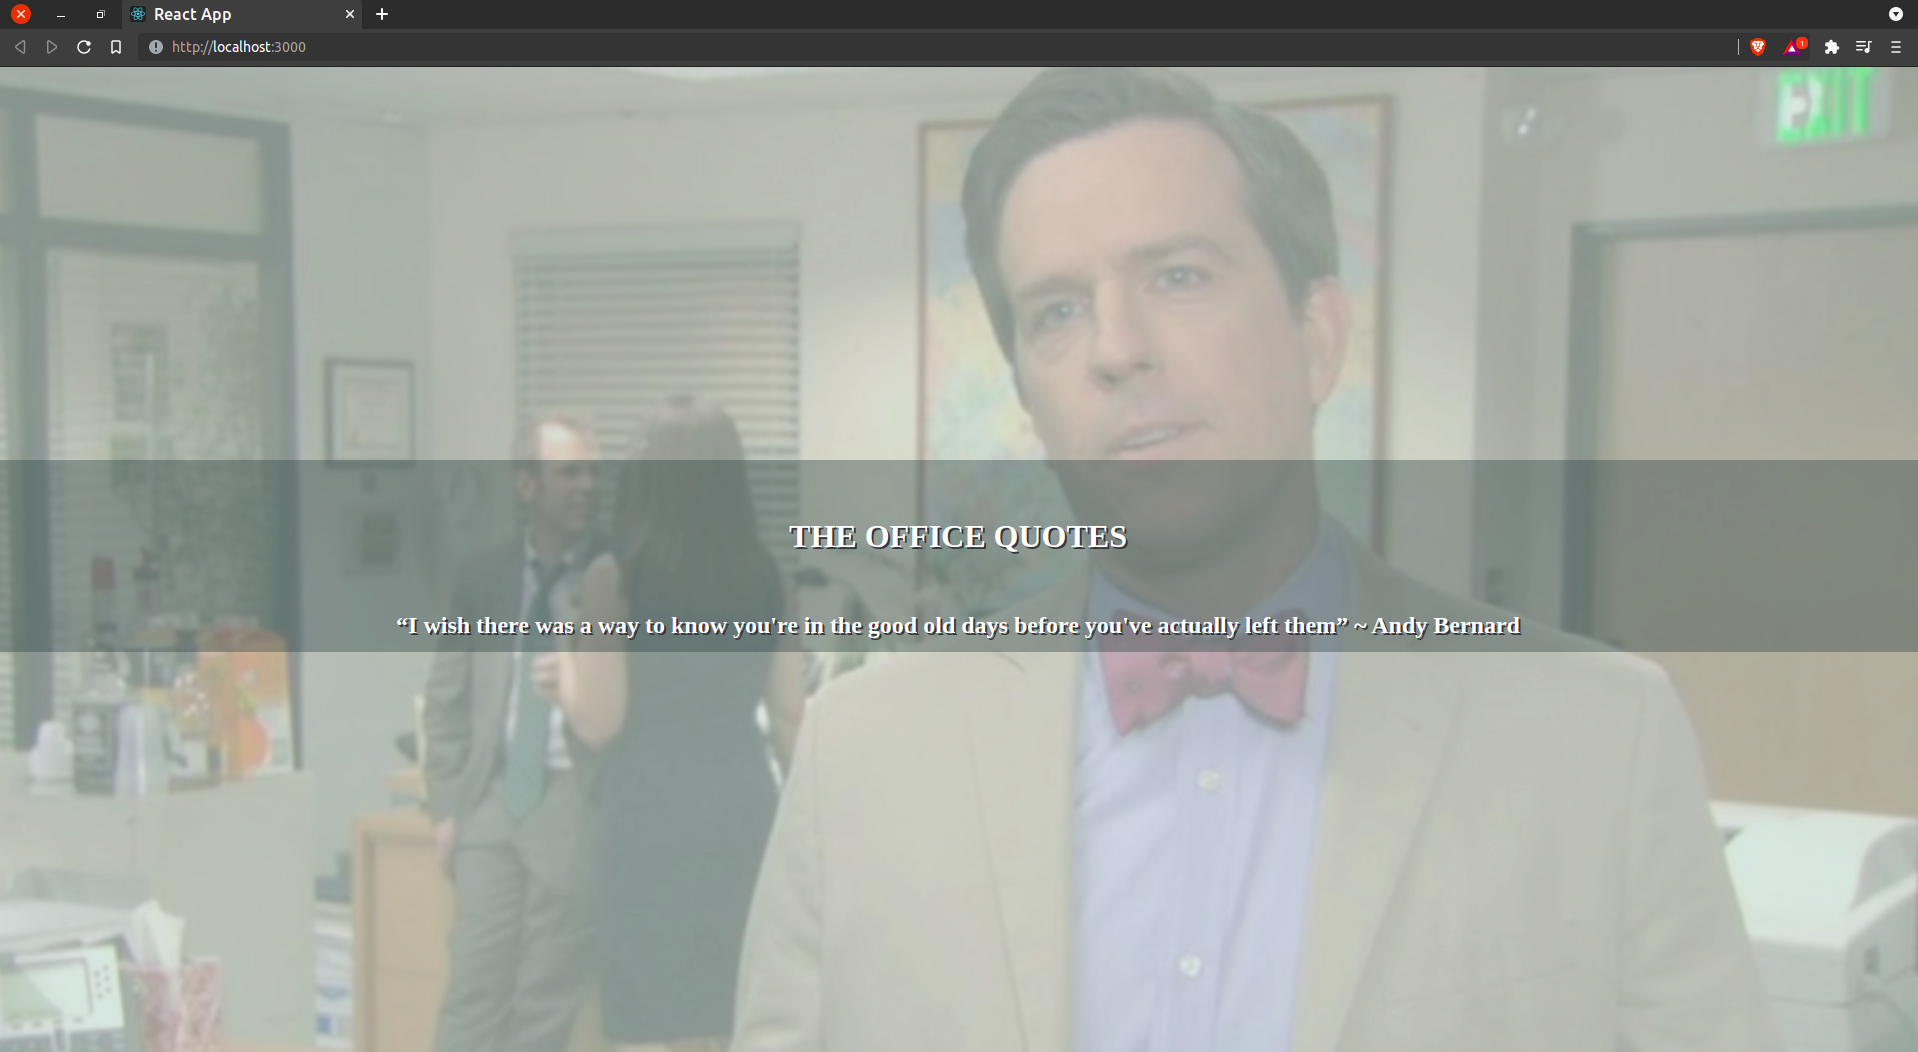 React App
http://localhost:3000
1
EXIT
THE OFFICE QUOTES
“I wish there was a way to know you're in the good old days before you've actually left them” ~ Andy Bernard